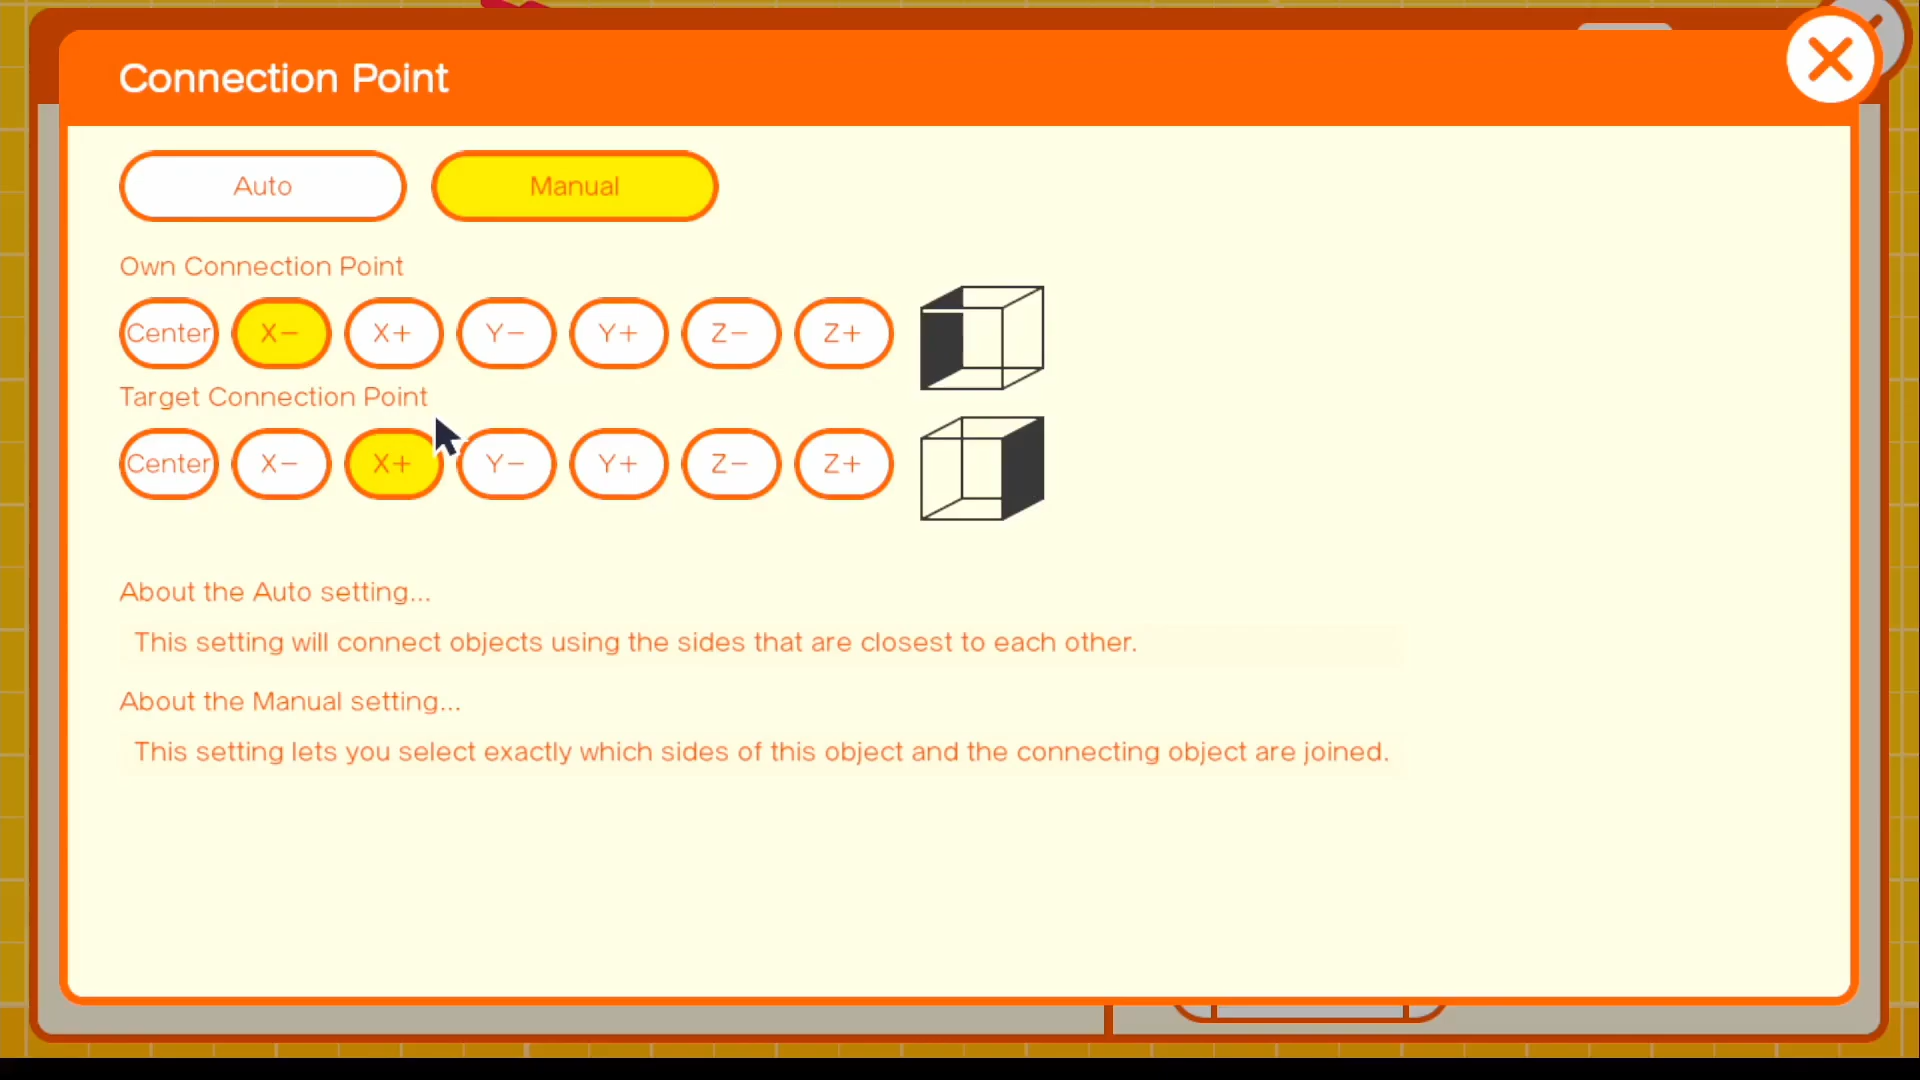 Connection Point
Auto Manual
Own Connection Point
Center X- X+ Y- Y+ Z- Z+
Target Connection Point
Center X- X+ Y- Y+ Z- Z+
About the Auto setting...
This setting will connect objects using the sides that are closest to each other.
About the Manual setting...
This setting lets you select exactly which sides of this object and the connecting object are joined.